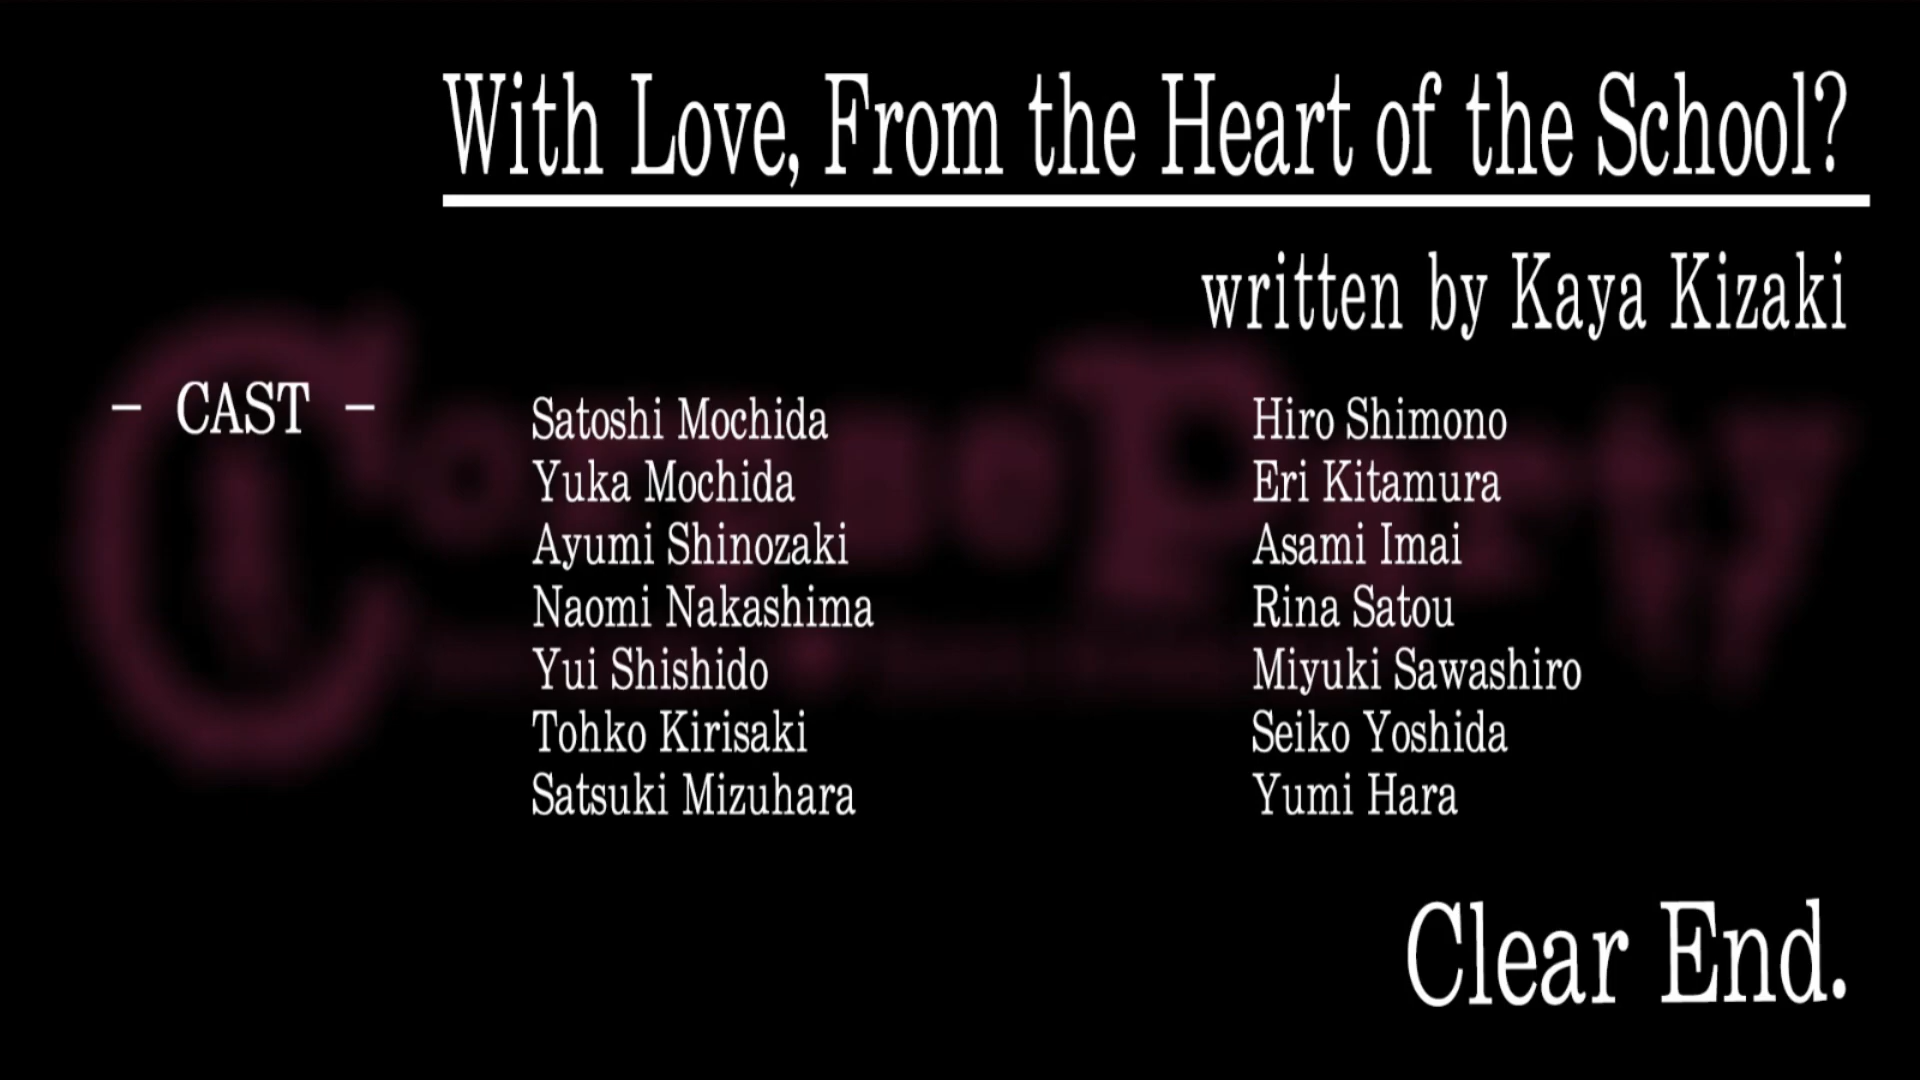 With Love, From the Heart of the School?
written by Kaya Kizaki
- CAST -
Satoshi Mochida Hiro Shimono
Yuka Mochida Eri Kitamura
Ayumi Shinozaki Asami Imai
Naomi Nakashima Rina Satou
Yui Shishido Miyuki Sawashiro
Tohko Kirisaki Seiko Yoshida
Satsuki Mizuhara Yumi Hara
Clear End.